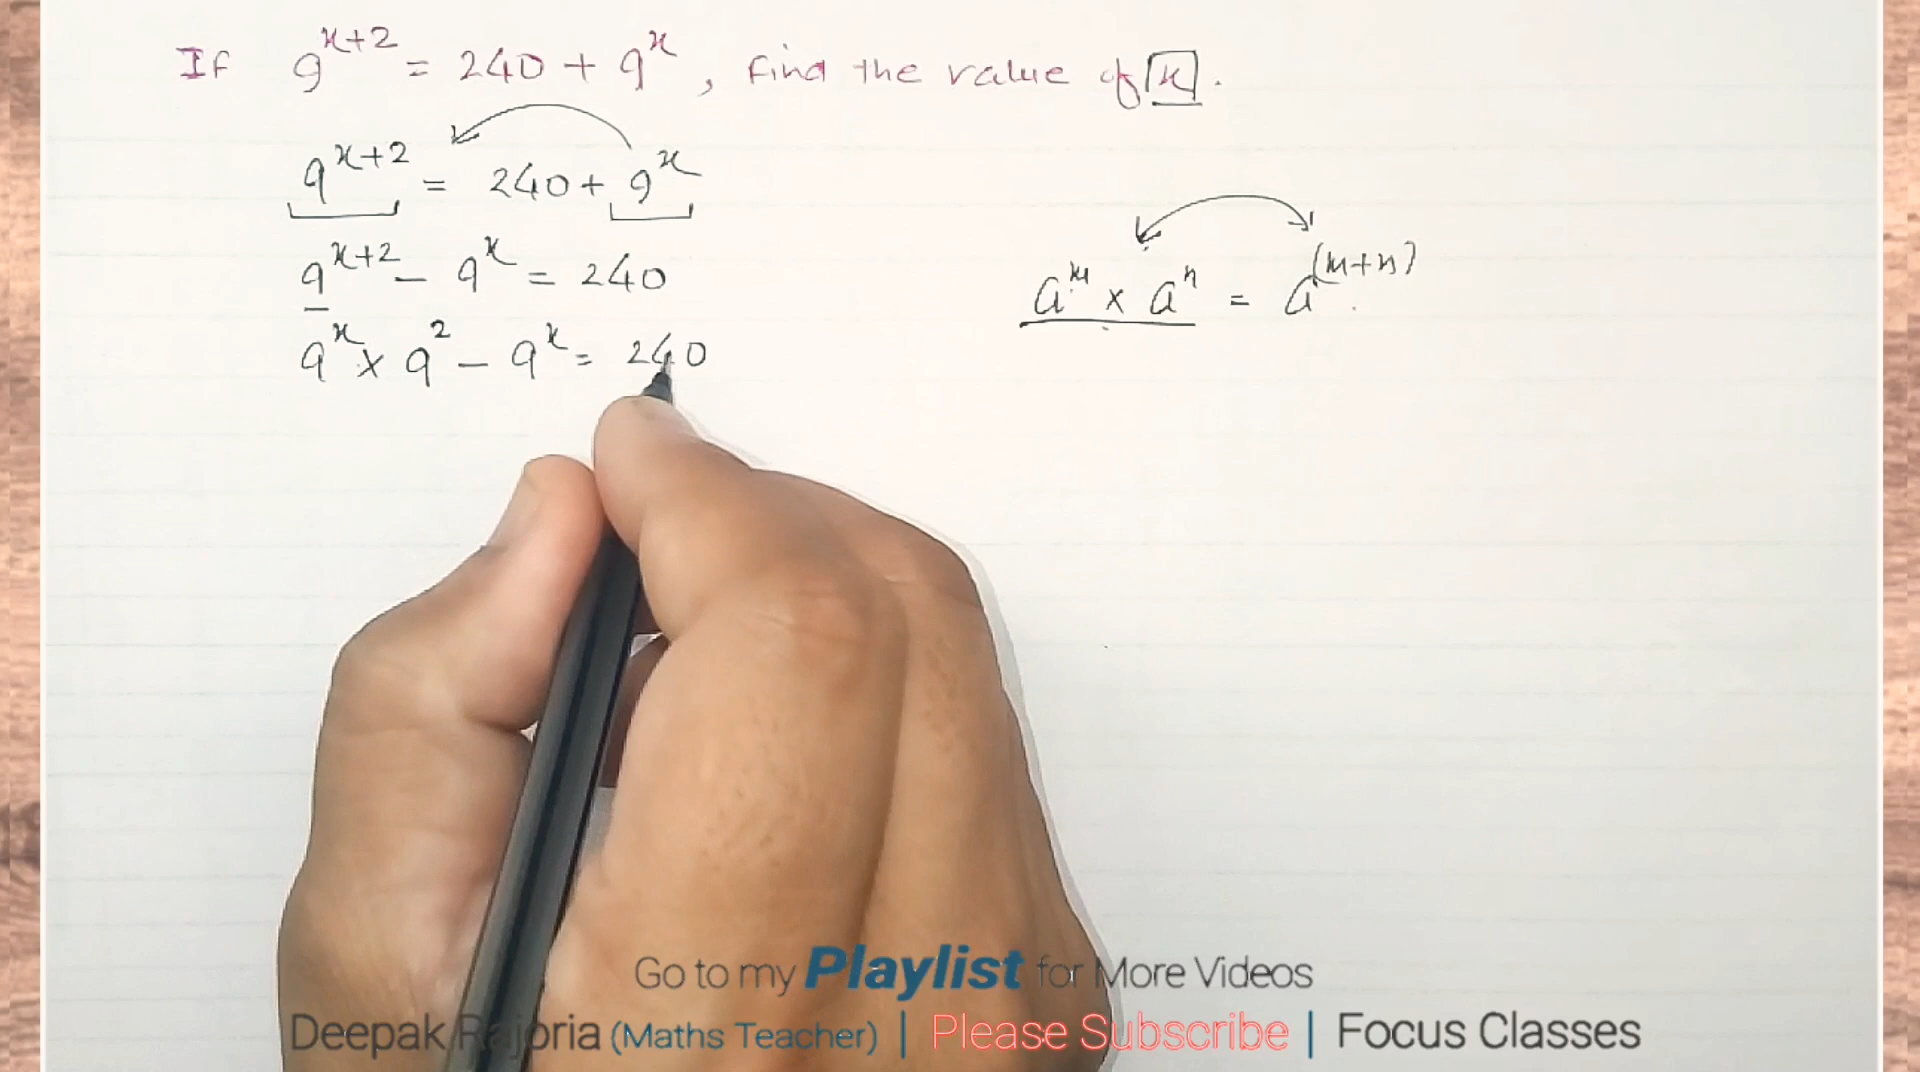 If 9^{x+2} = 240 + 9^x, find the value of x.
9^{x+2} = 240 + 9^x
9^{x+2} - 9^x = 240
9^x × 9^2 - 9^x = 240
a^m × a^n = a^{(m+n)}
Go to my Playlist for More Videos
Deepak Rajoria (Maths Teacher) | Please Subscribe | Focus Classes